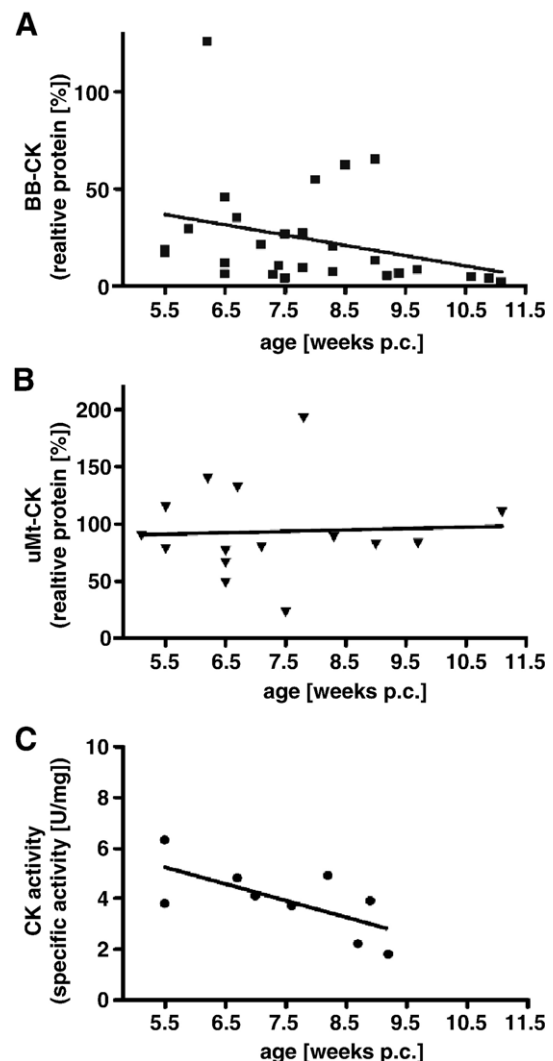 A
BB-CK
(realtive protein [%])
100
50
0
5.5 6.5 7.5 8.5 9.5 10.5 11.5
age [weeks p.c.]
B
uMt-CK
(realtive protein [%])
200
150
100
50
0
5.5 6.5 7.5 8.5 9.5 10.5 11.5
age [weeks p.c.]
C
CK activity
(specific activity [U/mg])
10
8
6
4
2
0
5.5 6.5 7.5 8.5 9.5 10.5 11.5
age [weeks p.c.]